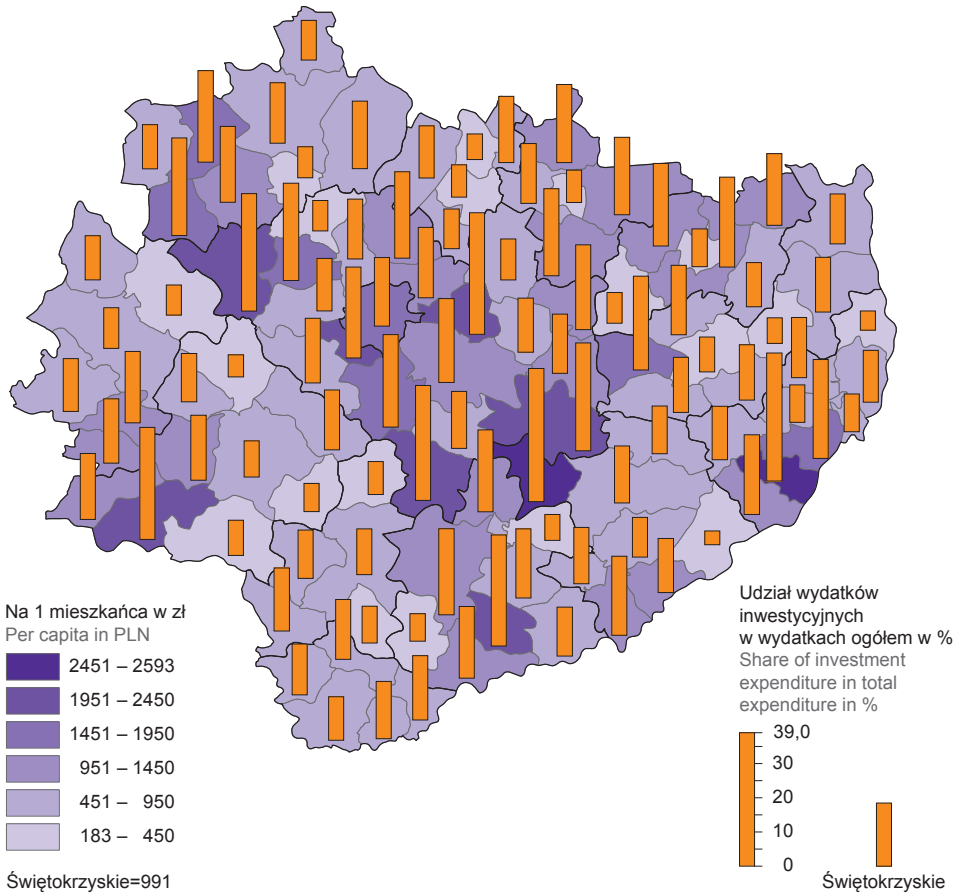 Na 1 mieszkańca w zł
Per capita in PLN
2451 – 2593
1951 – 2450
1451 – 1950
951 – 1450
451 – 950
183 – 450
Świętokrzyskie=991
Udział wydatków
inwestycyjnych
w wydatkach ogółem w %
Share of investment
expenditure in total
expenditure in %
39,0
30
20
10
0
Świętokrzyskie